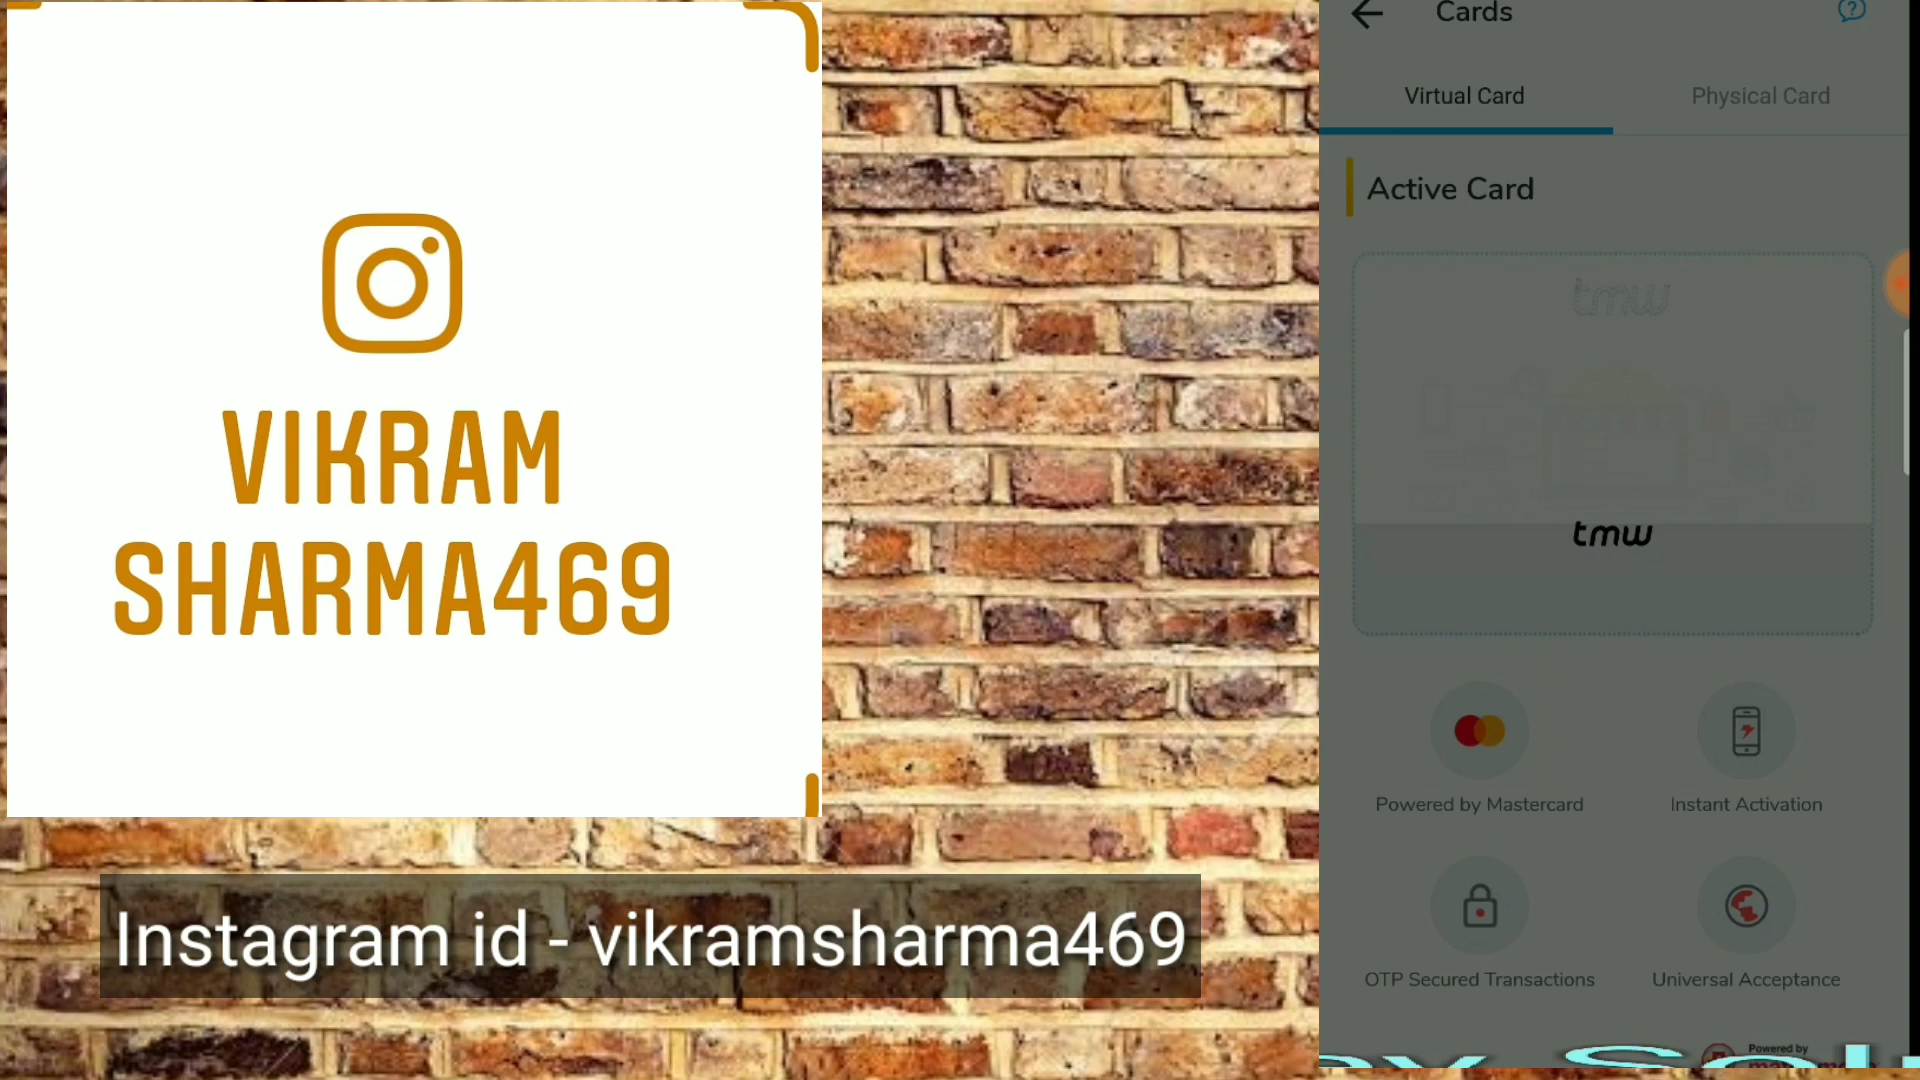 VIKRAM
SHARMA469
Instagram id - vikramsharma469
Cards
Virtual Card
Physical Card
Active Card
tmw
tmw
Powered by Mastercard
Instant Activation
OTP Secured Transactions
Universal Acceptance
Powered by